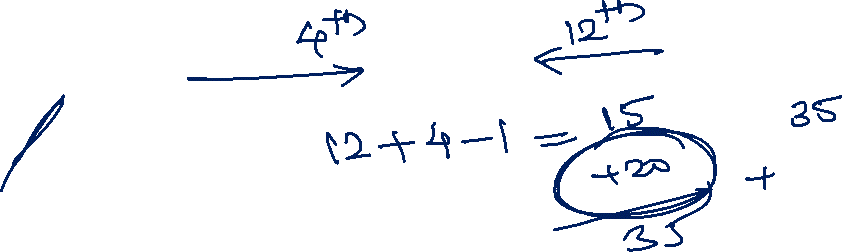 4th 12th
12 + 4 - 1 = 15 35
+20 +
35